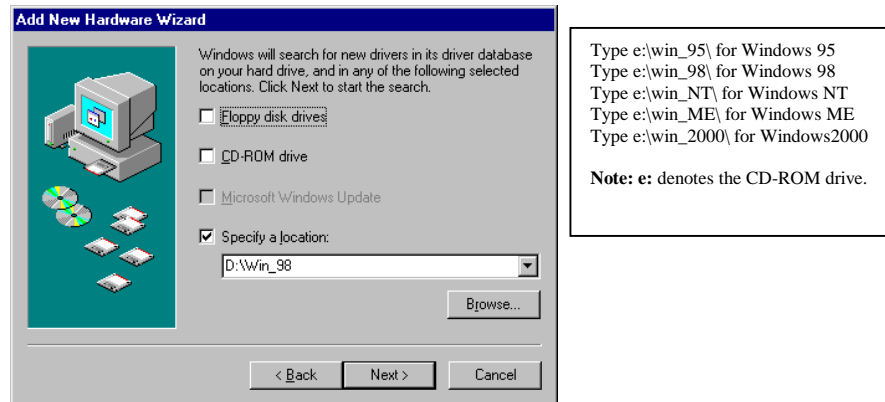 Add New Hardware Wizard
Windows will search for new drivers in its driver database
on your hard drive, and in any of the following selected
locations. Click Next to start the search.
Floppy disk drives
CD-ROM drive
Microsoft Windows Update
Specify a location:
D:\Win_98
Browse...
< Back
Next >
Cancel
Type e:\win_95\ for Windows 95
Type e:\win_98\ for Windows 98
Type e:\win_NT\ for Windows NT
Type e:\win_ME\ for Windows ME
Type e:\win_2000\ for Windows2000
Note: e: denotes the CD-ROM drive.